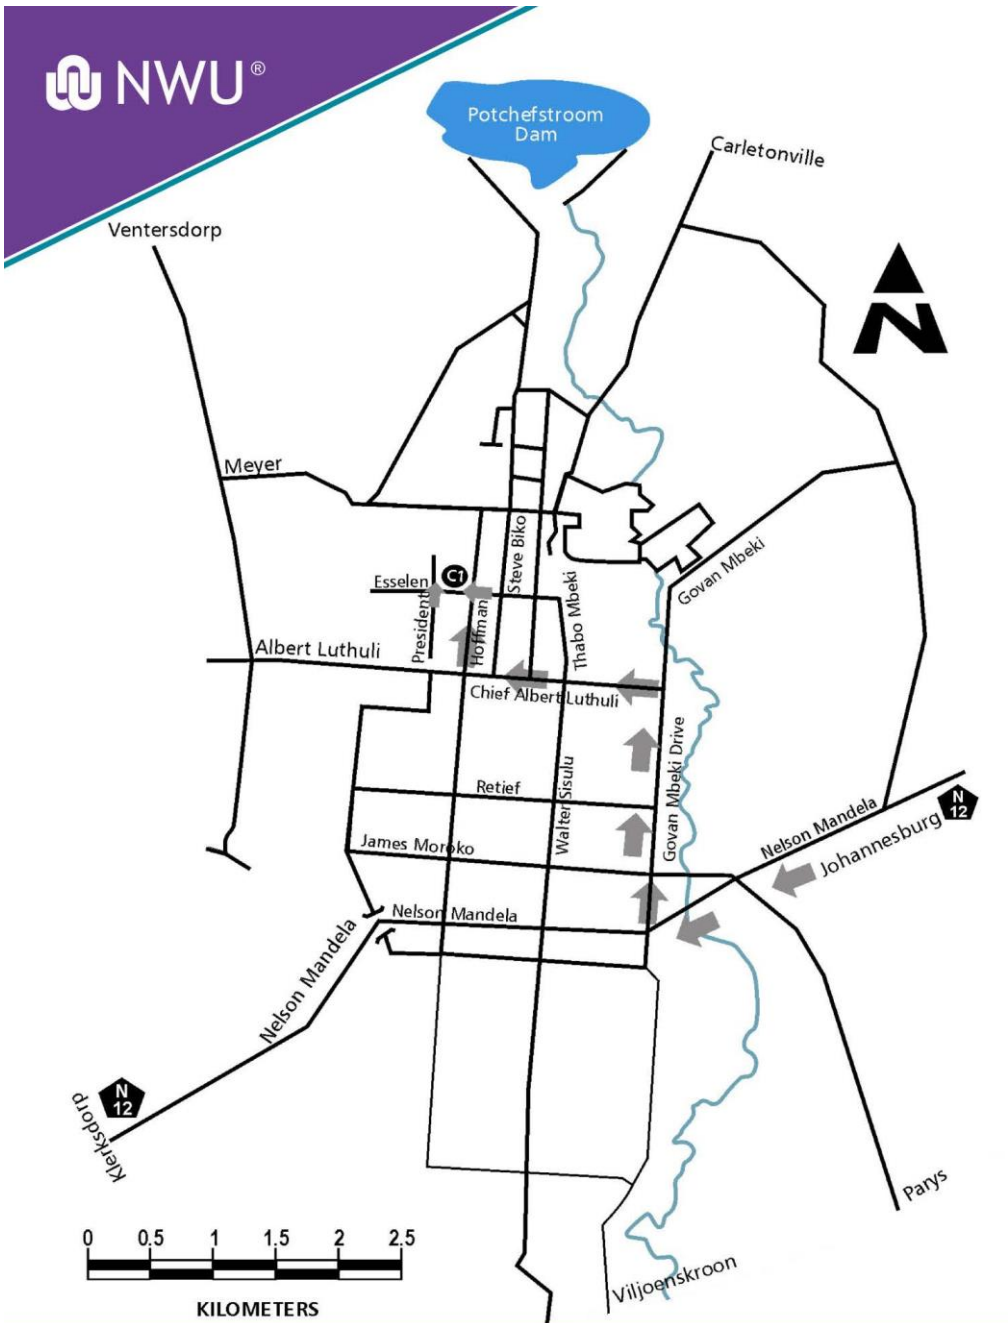 NWU®
Potchefstroom
Dam
Carletonville
Ventersdorp
N
Meyer
Steve Biko
Govan Mbeki
Esselen
C1
President
Hoffman
Thabo Mbeki
Albert Luthuli
Chief Albert Luthuli
Govan Mbeki Drive
Retief
Walter Sisulu
James Moroko
Nelson Mandela
Johannesburg
N
12
Nelson Mandela
Nelson Mandela
N
12
Klerksdorp
Parys
Viljoenskroon
0 0.5 1 1.5 2 2.5
KILOMETERS